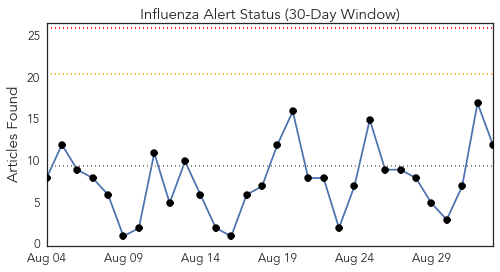 Influenza Alert Status (30-Day Window)
Articles Found
25
20
15
10
5
0
Aug 04 Aug 09 Aug 14 Aug 19 Aug 24 Aug 29